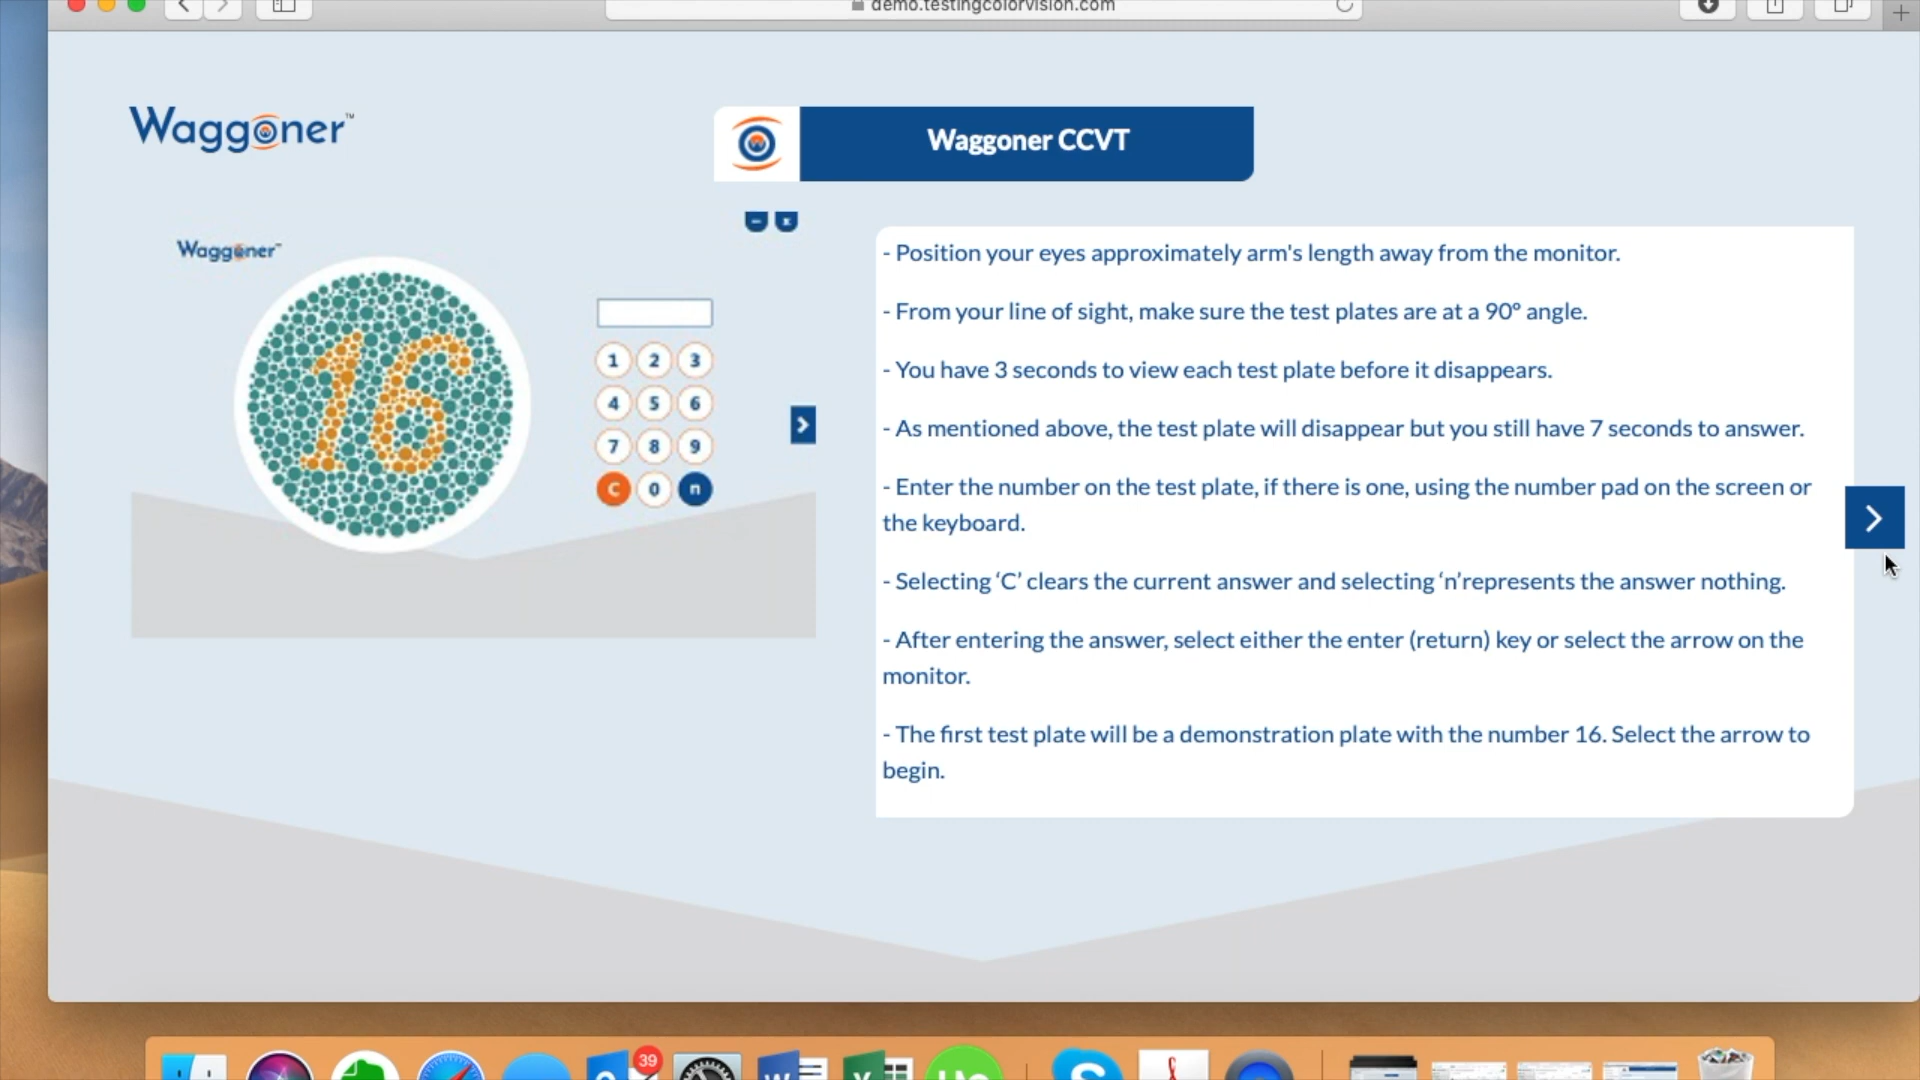 demo.testingcolorvision.com
Waggoner™
Waggoner CCVT
Waggoner™
16
1 2 3
4 5 6
7 8 9
C 0 n
- Position your eyes approximately arm's length away from the monitor.
- From your line of sight, make sure the test plates are at a 90° angle.
- You have 3 seconds to view each test plate before it disappears.
- As mentioned above, the test plate will disappear but you still have 7 seconds to answer.
- Enter the number on the test plate, if there is one, using the number pad on the screen or
the keyboard.
- Selecting ‘C’ clears the current answer and selecting ‘n’represents the answer nothing.
- After entering the answer, select either the enter (return) key or select the arrow on the
monitor.
- The first test plate will be a demonstration plate with the number 16. Select the arrow to
begin.
39